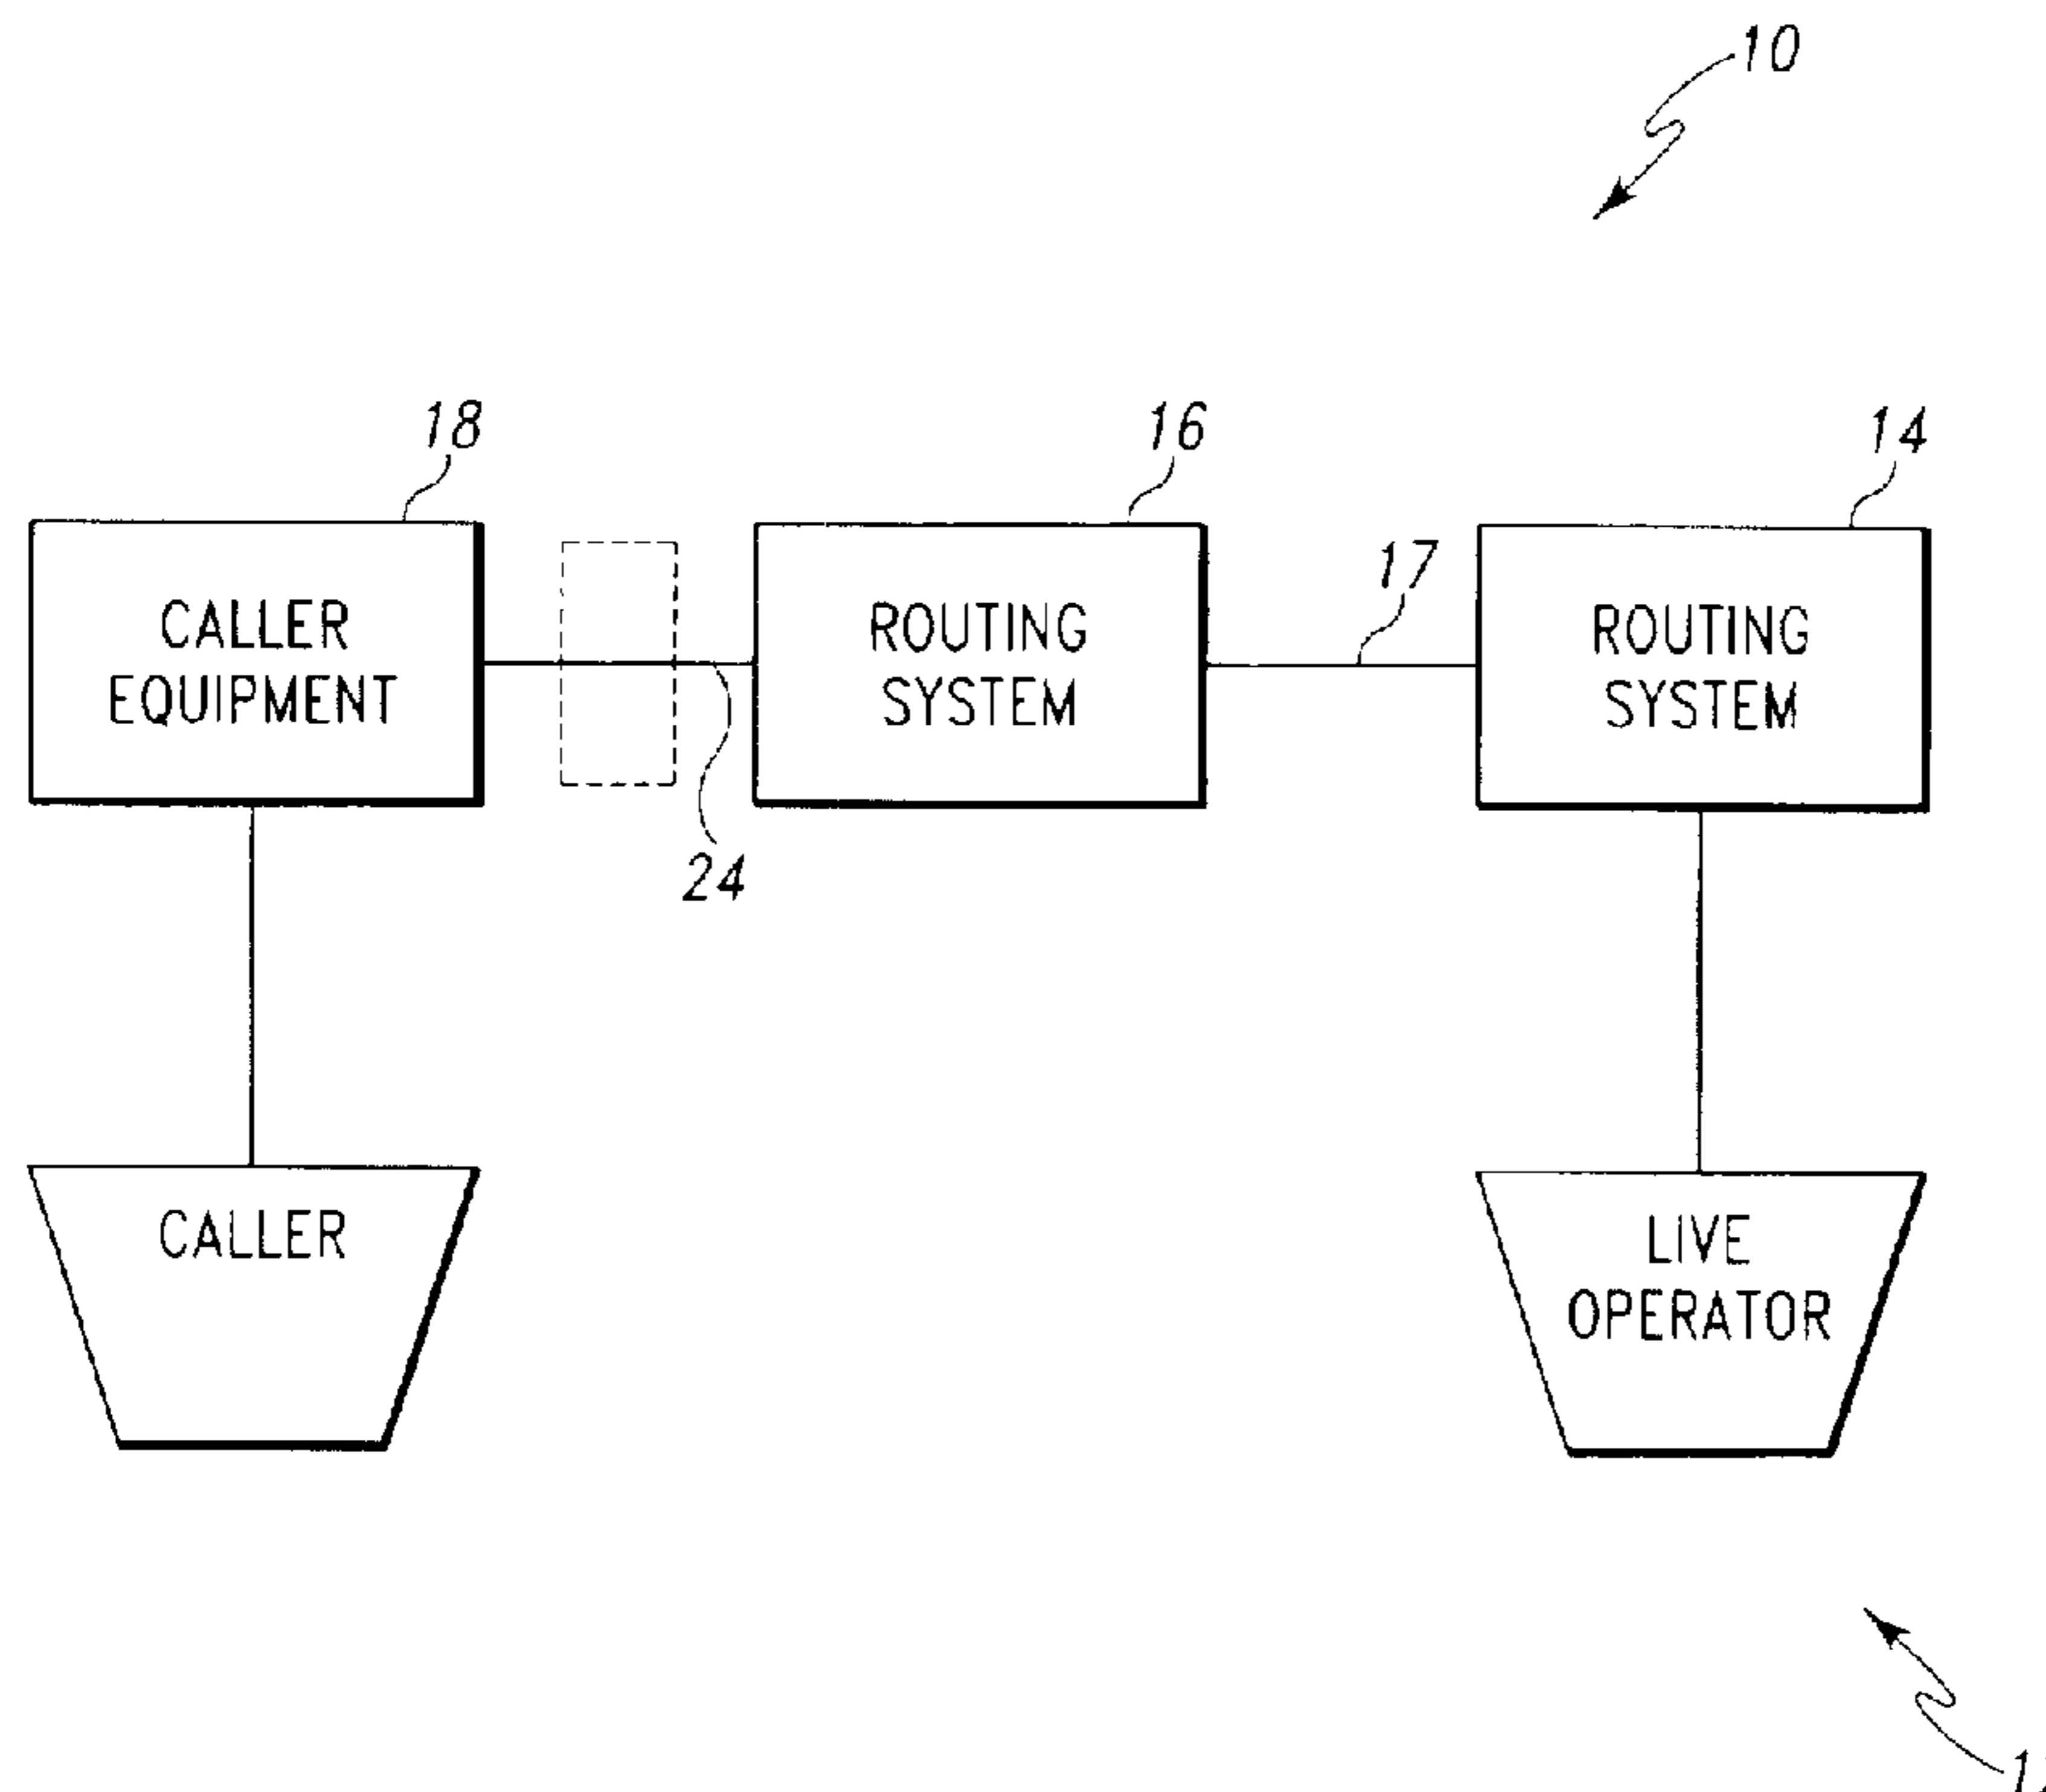 10
18
16
14
17
CALLER
EQUIPMENT
ROUTING
SYSTEM
ROUTING
SYSTEM
24
CALLER
LIVE
OPERATOR